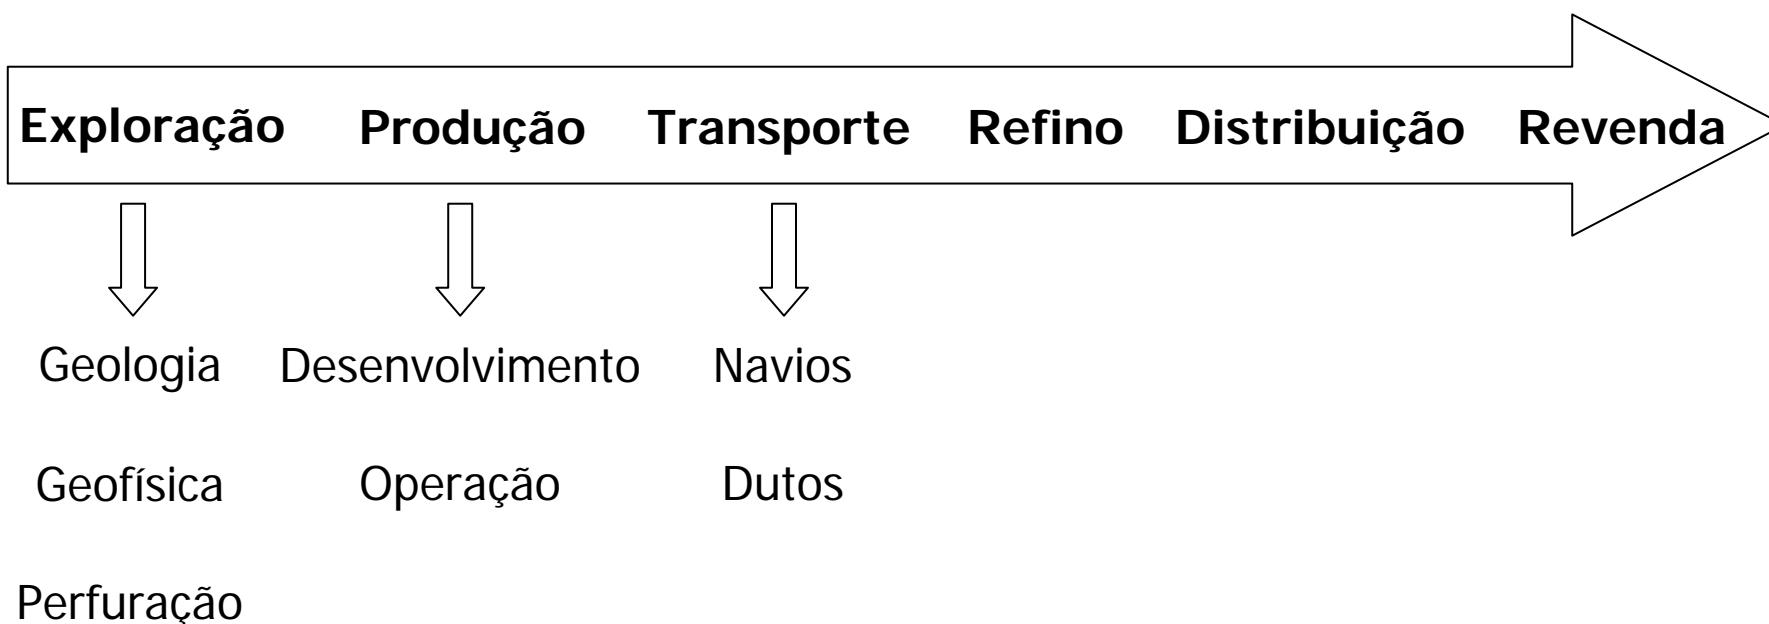 Exploração Produção Transporte Refino Distribuição Revenda
Geologia Desenvolvimento Navios
Geofísica Operação Dutos
Perfuração